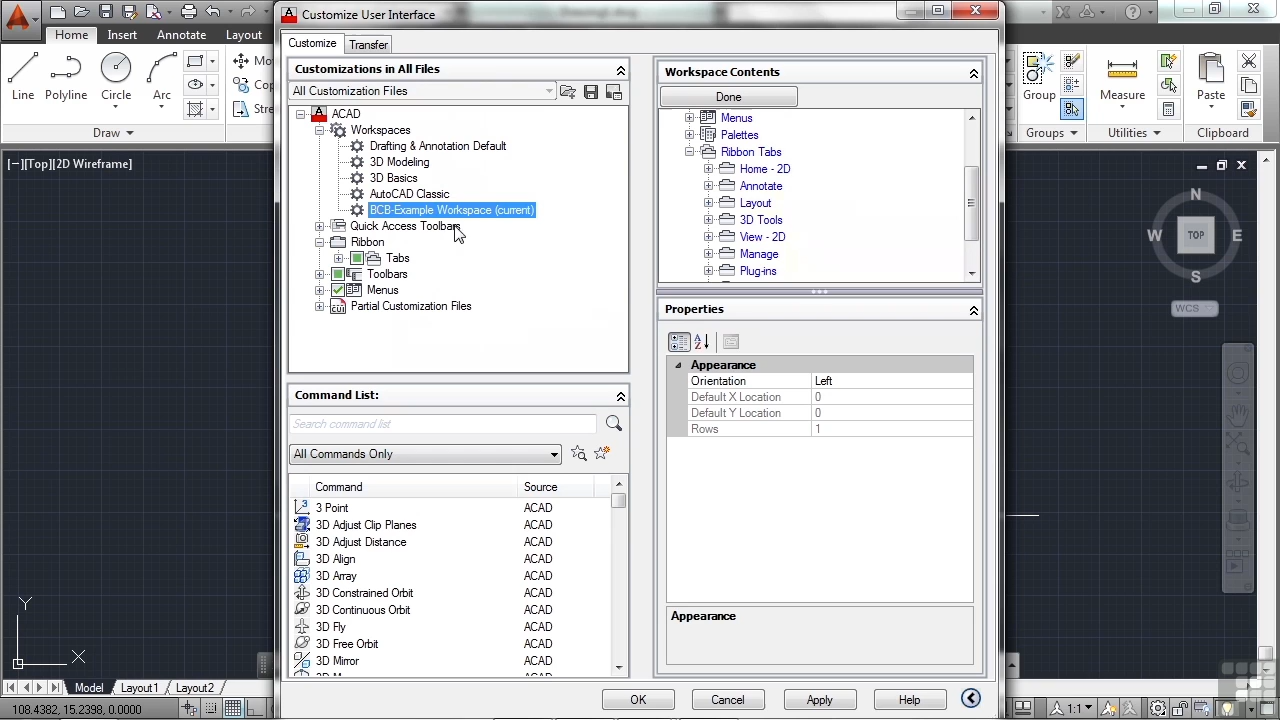 Customize User Interface
Home Insert Annotate Layout
Line Polyline Circle Arc
Draw
Group Measure Paste
Groups Utilities Clipboard
[−][Top][2D Wireframe]
Customize Transfer
Customizations in All Files
All Customization Files
ACAD
Workspaces
Drafting & Annotation Default
3D Modeling
3D Basics
AutoCAD Classic
BCB-Example Workspace (current)
Quick Access Toolbars
Ribbon
Tabs
Toolbars
Menus
Partial Customization Files
Command List:
Search command list
All Commands Only
Command Source
3 Point ACAD
3D Adjust Clip Planes ACAD
3D Adjust Distance ACAD
3D Align ACAD
3D Array ACAD
3D Constrained Orbit ACAD
3D Continuous Orbit ACAD
3D Fly ACAD
3D Free Orbit ACAD
3D Mirror ACAD
Workspace Contents
Done
Menus
Palettes
Ribbon Tabs
Home - 2D
Annotate
Layout
3D Tools
View - 2D
Manage
Plug-ins
Properties
Appearance
Orientation Left
Default X Location 0
Default Y Location 0
Rows 1
Appearance
OK Cancel Apply Help
N
W TOP E
S
WCS
Y
X
Model Layout1 Layout2
108.4382, 15.2398, 0.0000
1:1